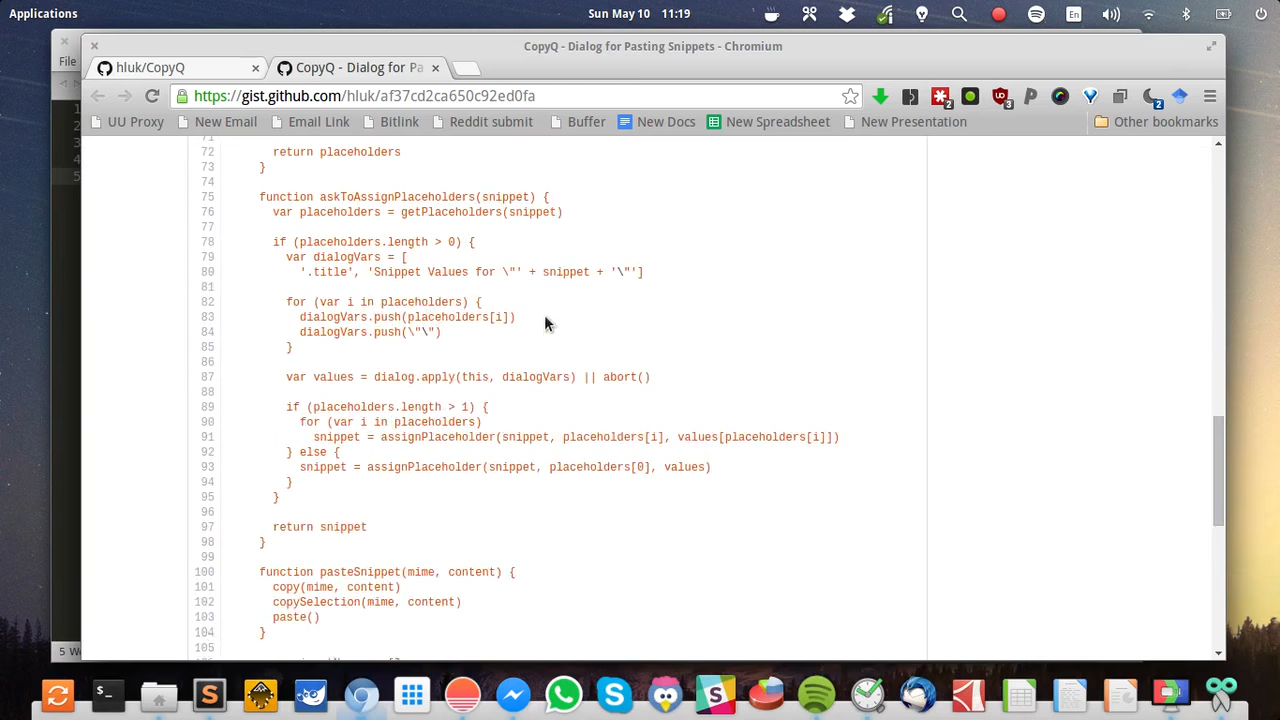 Applications
Sun May 10 11:19
En
File
CopyQ - Dialog for Pasting Snippets - Chromium
hluk/CopyQ
CopyQ - Dialog for Pa
https://gist.github.com/hluk/af37cd2ca650c92ed0fa
UU Proxy
New Email
Email Link
Bitlink
Reddit submit
Buffer
New Docs
New Spreadsheet
New Presentation
Other bookmarks
72 return placeholders
73 }
74
75 function askToAssignPlaceholders(snippet) {
76 var placeholders = getPlaceholders(snippet)
77
78 if (placeholders.length > 0) {
79 var dialogVars = [
80 '.title', 'Snippet Values for \"' + snippet + '\"']
81
82 for (var i in placeholders) {
83 dialogVars.push(placeholders[i])
84 dialogVars.push(\"\")
85 }
86
87 var values = dialog.apply(this, dialogVars) || abort()
88
89 if (placeholders.length > 1) {
90 for (var i in placeholders)
91 snippet = assignPlaceholder(snippet, placeholders[i], values[placeholders[i]])
92 } else {
93 snippet = assignPlaceholder(snippet, placeholders[0], values)
94 }
95 }
96
97 return snippet
98 }
99
100 function pasteSnippet(mime, content) {
101 copy(mime, content)
102 copySelection(mime, content)
103 paste()
104 }
105